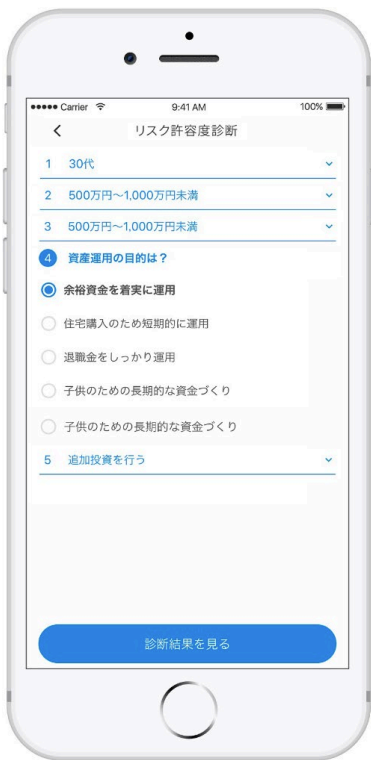 Carrier 9:41 AM 100%
リスク許容度診断
1 30代
2 500万円〜1,000万円未満
3 500万円〜1,000万円未満
4 資産運用の目的は？
余裕資金を着実に運用
住宅購入のため短期的に運用
退職金をしっかり運用
子供のための長期的な資金づくり
子供のための長期的な資金づくり
5 追加投資を行う
診断結果を見る